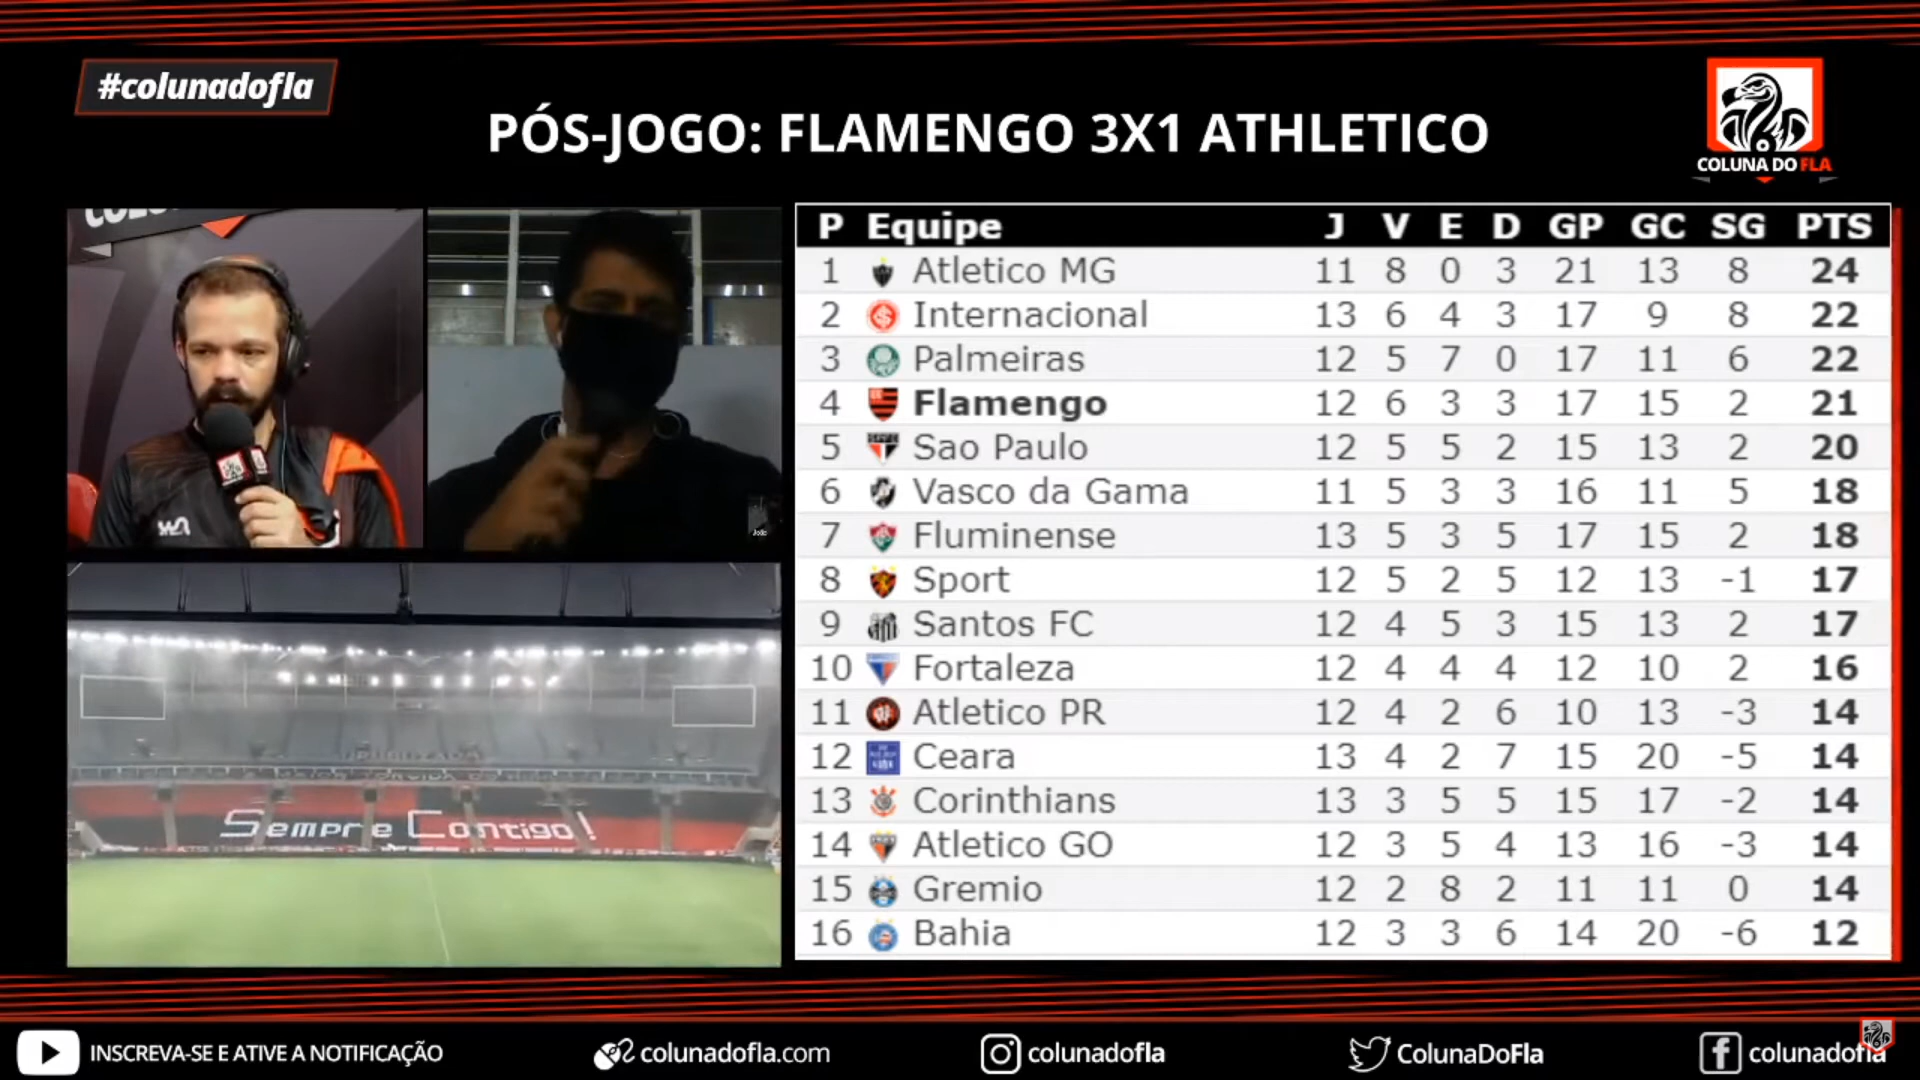 #colunadofla
PÓS-JOGO: FLAMENGO 3X1 ATHLETICO
COLUNA DO FLA
P Equipe J V E D GP GC SG PTS
1 Atletico MG 11 8 0 3 21 13 8 24
2 Internacional 13 6 4 3 17 9 8 22
3 Palmeiras 12 5 7 0 17 11 6 22
4 Flamengo 12 6 3 3 17 15 2 21
5 Sao Paulo 12 5 5 2 15 13 2 20
6 Vasco da Gama 11 5 3 3 16 11 5 18
7 Fluminense 13 5 3 5 17 15 2 18
8 Sport 12 5 2 5 12 13 -1 17
9 Santos FC 12 4 5 3 15 13 2 17
10 Fortaleza 12 4 4 4 12 10 2 16
11 Atletico PR 12 4 2 6 10 13 -3 14
12 Ceara 13 4 2 7 15 20 -5 14
13 Corinthians 13 3 5 5 15 17 -2 14
14 Atletico GO 12 3 5 4 13 16 -3 14
15 Gremio 12 2 8 2 11 11 0 14
16 Bahia 12 3 3 6 14 20 -6 12
João
Sempre Contigo!
INSCREVA-SE E ATIVE A NOTIFICAÇÃO
colunadofla.com
colunadofla
ColunaDoFla
colunadofla